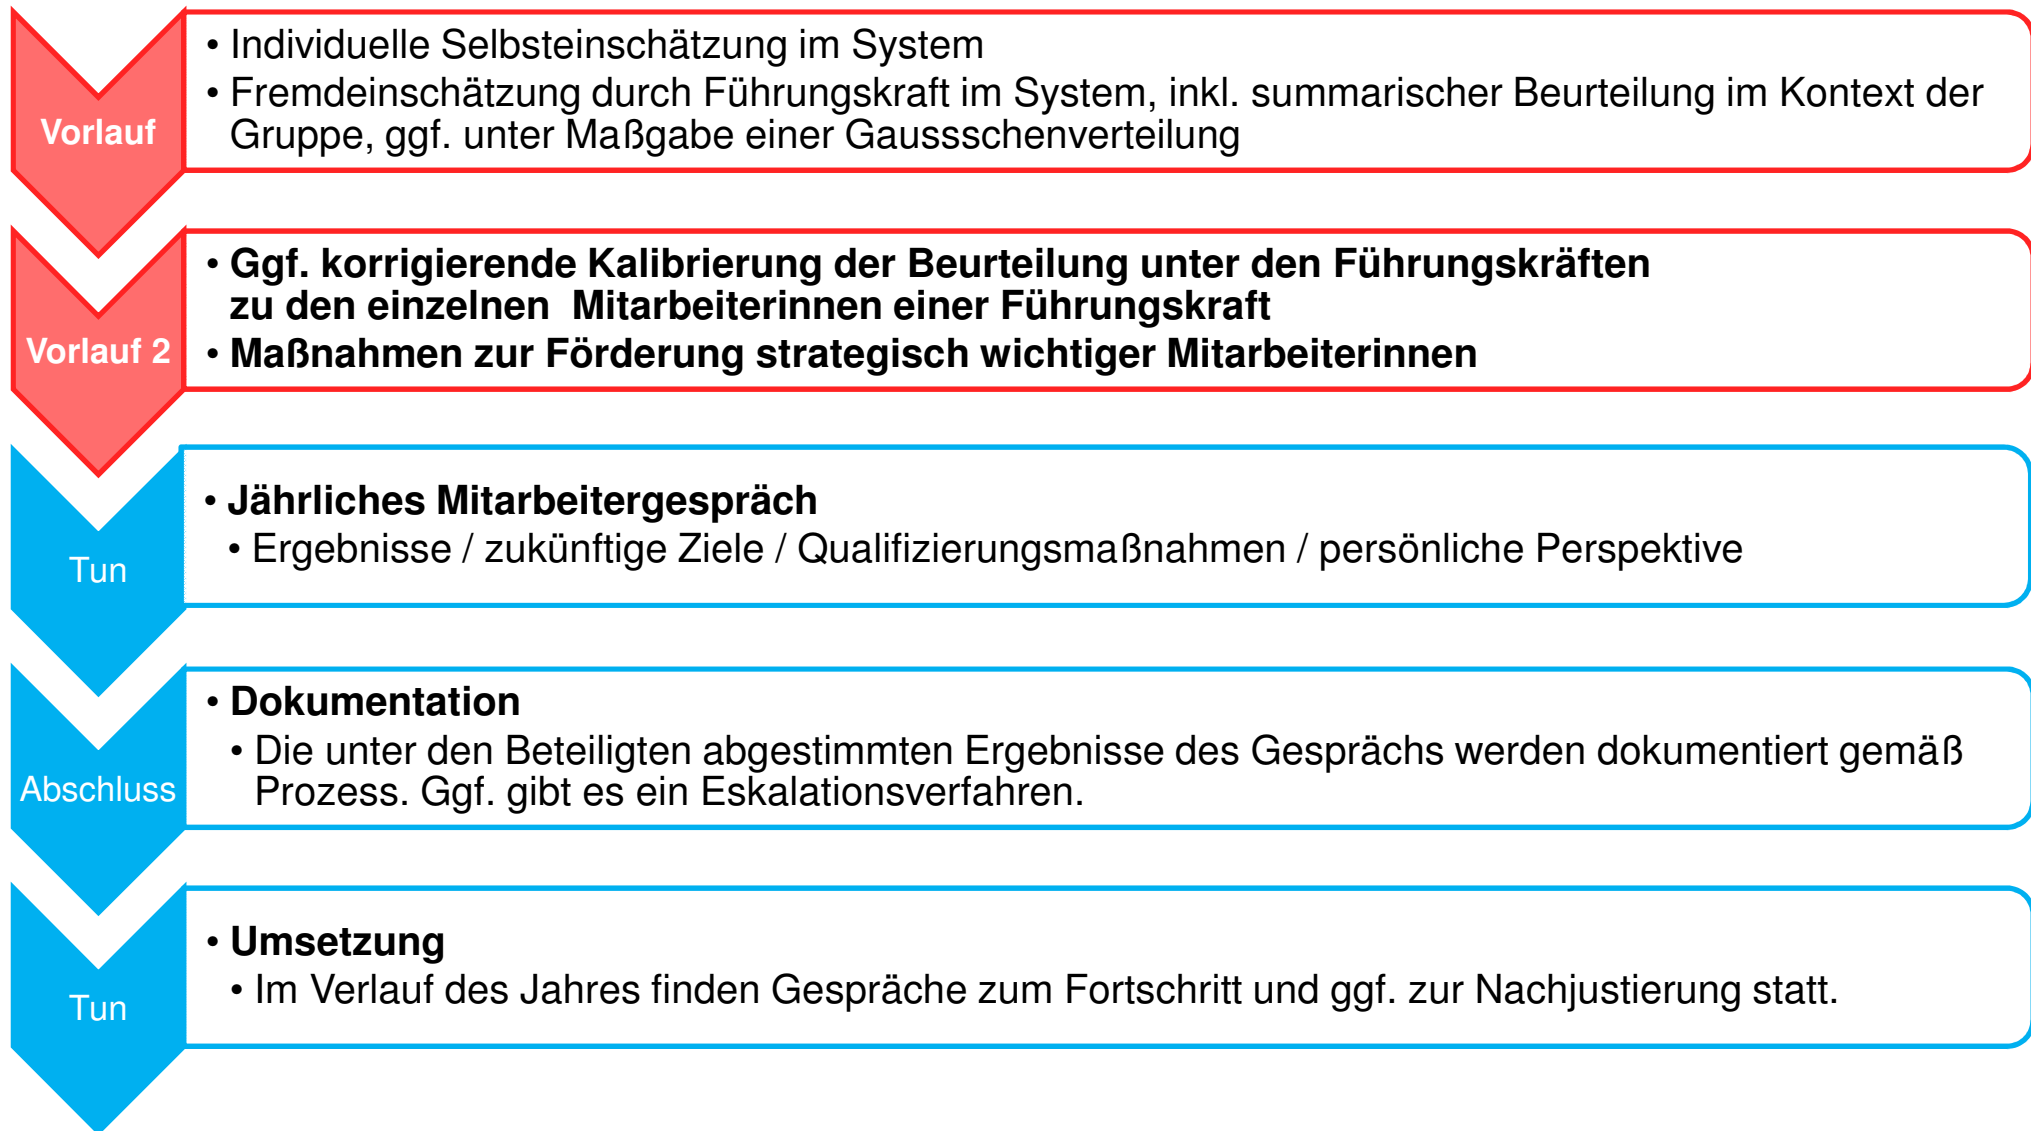 Vorlauf
• Individuelle Selbsteinschätzung im System
• Fremdeinschätzung durch Führungskraft im System, inkl. summarischer Beurteilung im Kontext der
Gruppe, ggf. unter Maßgabe einer Gaussschenverteilung
Vorlauf 2
• Ggf. korrigierende Kalibrierung der Beurteilung unter den Führungskräften
zu den einzelnen  Mitarbeiterinnen einer Führungskraft
• Maßnahmen zur Förderung strategisch wichtiger Mitarbeiterinnen
Tun
• Jährliches Mitarbeitergespräch
• Ergebnisse / zukünftige Ziele / Qualifizierungsmaßnahmen / persönliche Perspektive
Abschluss
• Dokumentation
• Die unter den Beteiligten abgestimmten Ergebnisse des Gesprächs werden dokumentiert gemäß
Prozess. Ggf. gibt es ein Eskalationsverfahren.
Tun
• Umsetzung
• Im Verlauf des Jahres finden Gespräche zum Fortschritt und ggf. zur Nachjustierung statt.